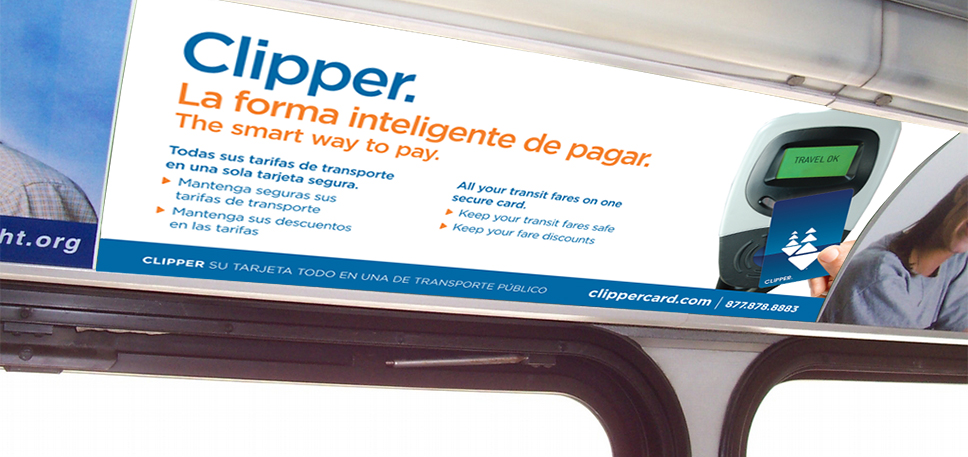 Clipper.
La forma inteligente de pagar.
The smart way to pay.
Todas sus tarifas de transporte
en una sola tarjeta segura.
Mantenga seguras sus
tarifas de transporte
Mantenga sus descuentos
en las tarifas
All your transit fares on one
secure card.
Keep your transit fares safe
Keep your fare discounts
TRAVEL OK
CLIPPER.
ht.org
CLIPPER SU TARJETA TODO EN UNA DE TRANSPORTE PÚBLICO
clippercard.com | 877.878.8883